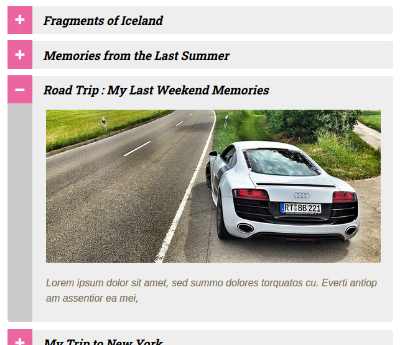 Fragments of Iceland
Memories from the Last Summer
Road Trip : My Last Weekend Memories
RT BB 221
Lorem ipsum dolor sit amet, sed summo dolores torquatos cu. Everti antiop
am assentior ea mei,
My Trip to New York